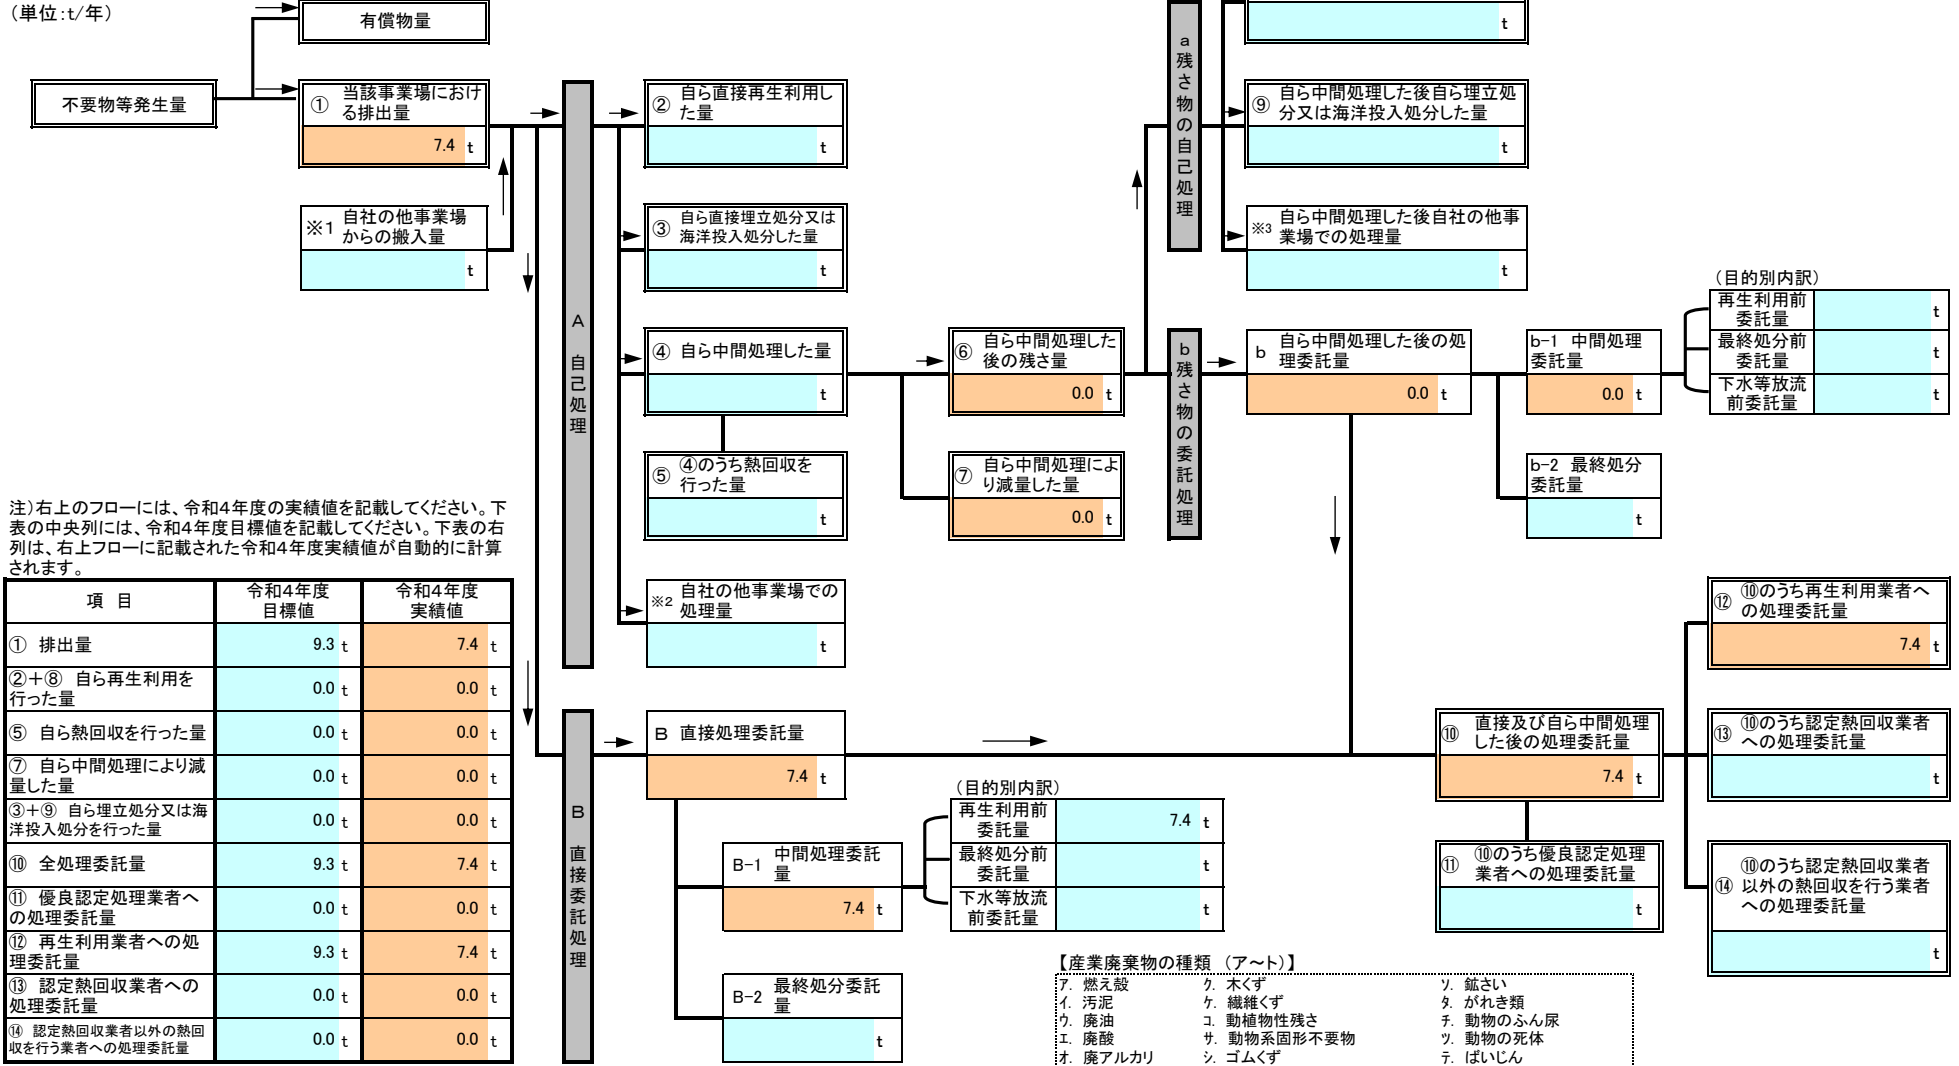 （単位：t/年）
有償物量
不要物等発生量
① 当該事業場におけ
る排出量
7.4 t
※1 自社の他事業場
からの搬入量
t
A 自己処理
② 自ら直接再生利用し
た量
t
③ 自ら直接埋立処分又は
海洋投入処分した量
t
④ 自ら中間処理した量
t
⑤ ④のうち熱回収を
行った量
t
※2 自社の他事業場での
処理量
t
⑥ 自ら中間処理した
後の残さ量
0.0 t
⑦ 自ら中間処理によ
り減量した量
0.0 t
a 残さ物の自己処理
t
⑨ 自ら中間処理した後自ら埋立処
分又は海洋投入処分した量
t
※3 自ら中間処理した後自社の他事
業場での処理量
t
b 残さ物の委託処理
b 自ら中間処理した後の処
理委託量
0.0 t
b-1 中間処理
委託量
0.0 t
b-2 最終処分
委託量
t
（目的別内訳）
再生利用前
委託量
t
最終処分前
委託量
t
下水等放流
前委託量
t
注）右上のフローには、令和4年度の実績値を記載してください。下
表の中央列には、令和4年度目標値を記載してください。下表の右
列は、右上フローに記載された令和4年度実績値が自動的に計算
されます。
項 目 令和4年度
目標値 令和4年度
実績値
① 排出量 9.3 t 7.4 t
②＋⑧ 自ら再生利用を
行った量 0.0 t 0.0 t
⑤ 自ら熱回収を行った量 0.0 t 0.0 t
⑦ 自ら中間処理により減
量した量 0.0 t 0.0 t
③＋⑨ 自ら埋立処分又は海
洋投入処分を行った量 0.0 t 0.0 t
⑩ 全処理委託量 9.3 t 7.4 t
⑪ 優良認定処理業者へ
の処理委託量 0.0 t 0.0 t
⑫ 再生利用業者への処
理委託量 9.3 t 7.4 t
⑬ 認定熱回収業者への
処理委託量 0.0 t 0.0 t
⑭ 認定熱回収業者以外の熱回
収を行う業者への処理委託量 0.0 t 0.0 t
B 直接委託処理
B 直接処理委託量
7.4 t
B-1 中間処理委託
量
7.4 t
B-2 最終処分委託
量
t
（目的別内訳）
再生利用前
委託量
7.4 t
最終処分前
委託量
t
下水等放流
前委託量
t
⑩ 直接及び自ら中間処理
した後の処理委託量
7.4 t
⑪ ⑩のうち優良認定処理
業者への処理委託量
t
⑫ ⑩のうち再生利用業者へ
の処理委託量
7.4 t
⑬ ⑩のうち認定熱回収業者
への処理委託量
t
⑭ ⑩のうち認定熱回収業者
以外の熱回収を行う業者
への処理委託量
t
【産業廃棄物の種類 （ア～ト）】
ア. 燃え殻 ク. 木くず ソ. 鉱さい
イ. 汚泥 ケ. 繊維くず タ. がれき類
ウ. 廃油 コ. 動植物性残さ チ. 動物のふん尿
エ. 廃酸 サ. 動物系固形不要物 ツ. 動物の死体
オ. 廃アルカリ シ. ゴムくず テ. ばいじん